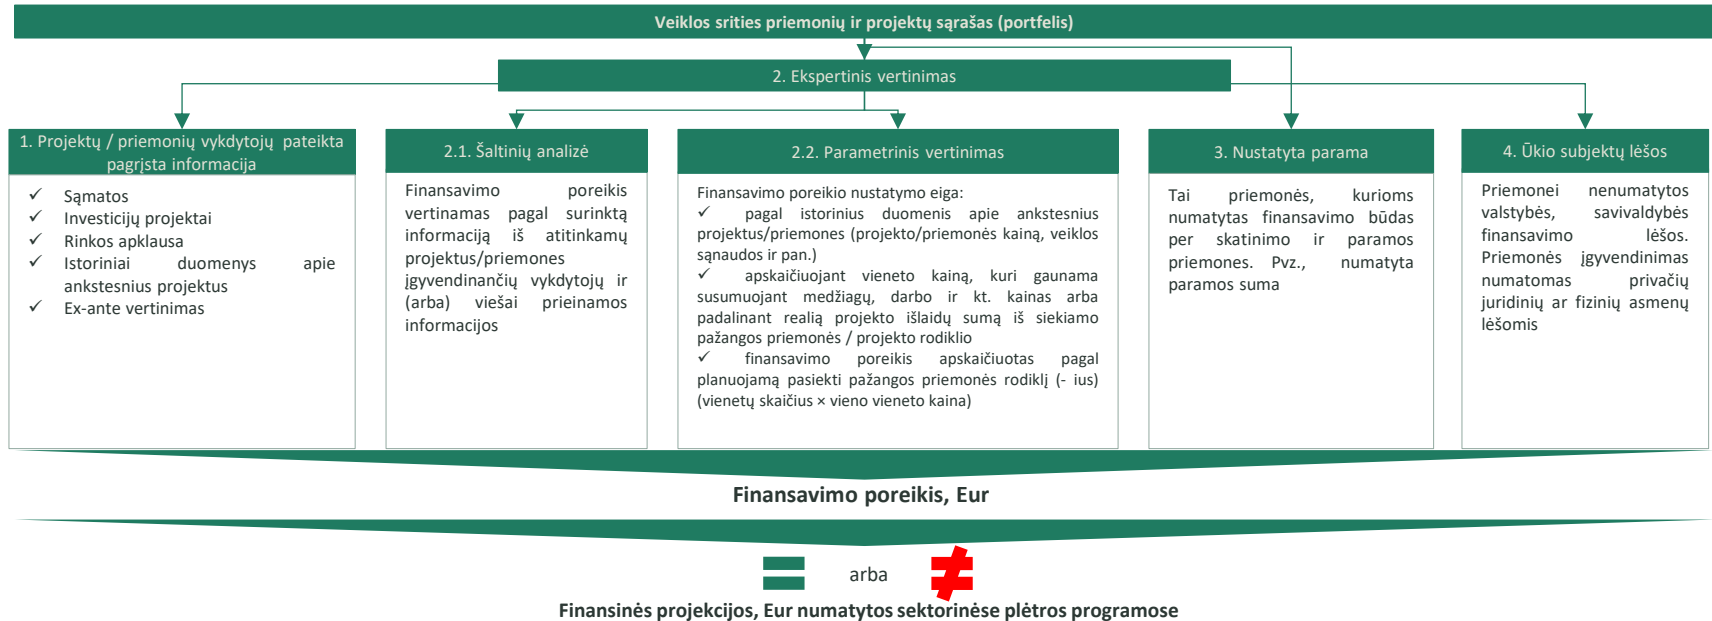 Veiklos srities priemonių ir projektų sąrašas (portfelis)
2. Ekspertinis vertinimas
1. Projektų / priemonių vykdytojų pateikta
pagrįsta informacija
✓ Sąmatos
✓ Investicijų projektai
✓ Rinkos apklausa
✓ Istoriniai duomenys apie
ankstesnius projektus
✓ Ex-ante vertinimas
2.1. Šaltinių analizė
Finansavimo poreikis
vertinamas pagal surinktą
informaciją iš atitinkamų
projektus/priemones
įgyvendinančių vykdytojų ir
(arba) viešai prieinamos
informacijos
2.2. Parametrinis vertinimas
Finansavimo poreikio nustatymo eiga:
✓ pagal istorinius duomenis apie ankstesnius
projektus/priemones (projekto/priemonės kainą, veiklos
sąnaudos ir pan.)
✓ apskaičiuojant vieneto kainą, kuri gaunama
susumuojant medžiagų, darbo ir kt. kainas arba
padalinant realią projekto išlaidų sumą iš siekiamo
pažangos priemonės / projekto rodiklio
✓ finansavimo poreikis apskaičiuotas pagal
planuojamą pasiekti pažangos priemonės rodiklį (- ius)
(vienetų skaičius × vieno vieneto kaina)
3. Nustatyta parama
Tai priemonės, kurioms
numatytas finansavimo būdas
per skatinimo ir paramos
priemones. Pvz., numatyta
paramos suma
4. Ūkio subjektų lėšos
Priemonei nenumatytos
valstybės, savivaldybės
finansavimo lėšos.
Priemonės įgyvendinimas
numatomas privačių
juridinių ar fizinių asmenų
lėšomis
Finansavimo poreikis, Eur
= arba ≠
Finansinės projekcijos, Eur numatytos sektorinėse plėtros programose